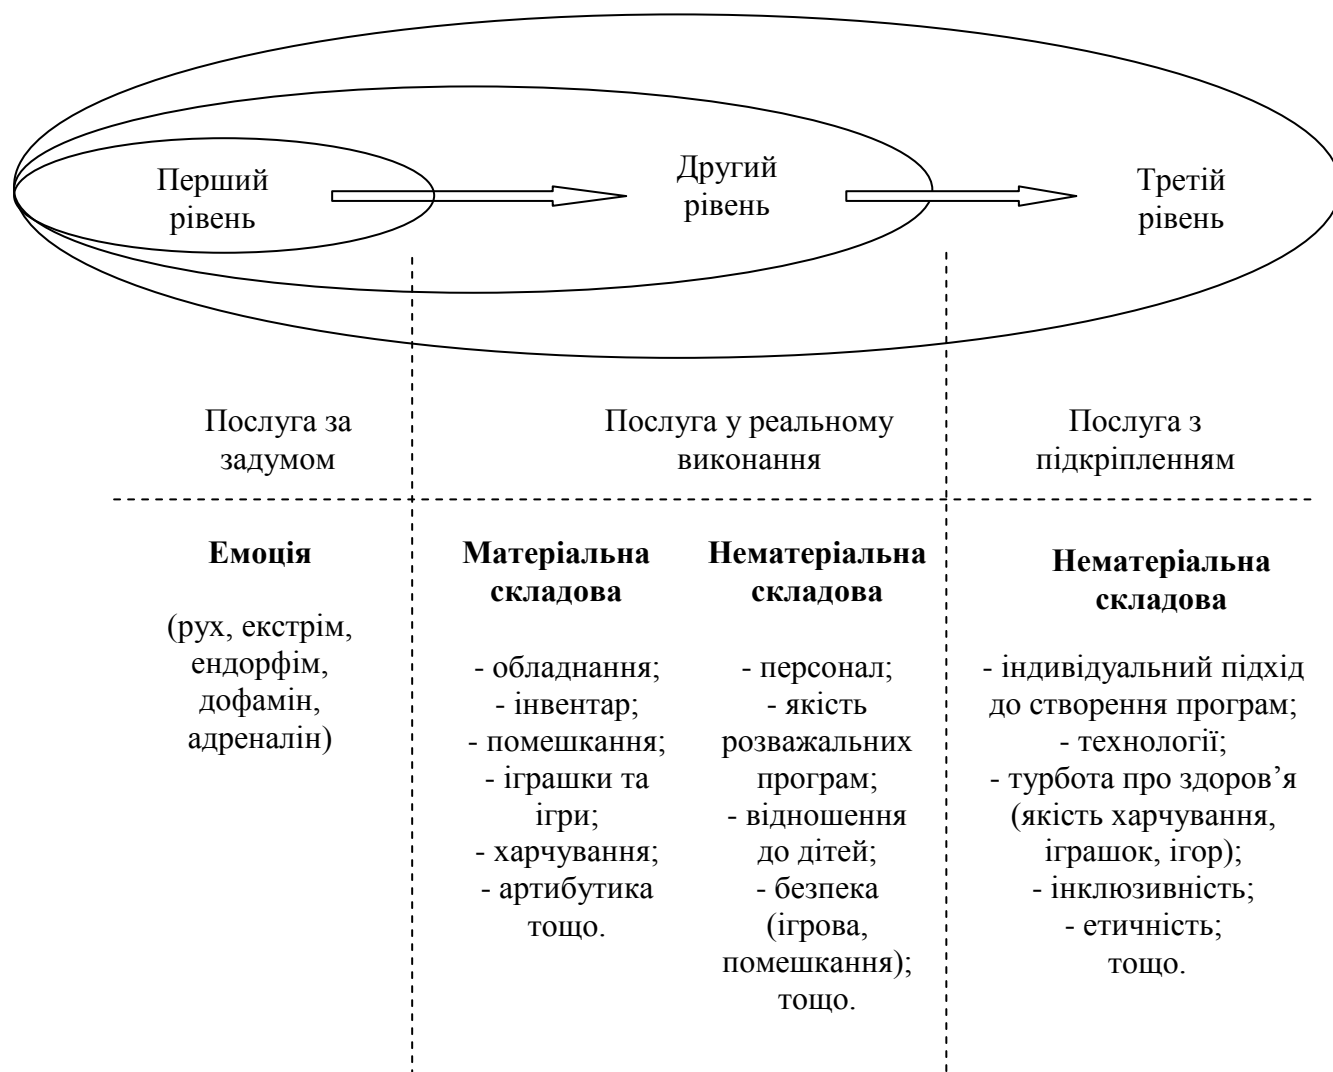 Перший
рівень
Другий
рівень
Третій
рівень
Послуга за
задумом
Послуга у реальному
виконання
Послуга з
підкріпленням
Емоція
(рух, екстрім,
ендорфім,
дофамін,
адреналін)
Матеріальна
складова
- обладнання;
- інвентар;
- помешкання;
- іграшки та
ігри;
- харчування;
- артибутика
тощо.
Нематеріальна
складова
- персонал;
- якість
розважальних
програм;
- відношення
до дітей;
- безпека
(ігрова,
помешкання);
тощо.
Нематеріальна
складова
- індивідуальний підхід
до створення програм;
- технології;
- турбота про здоров’я
(якість харчування,
іграшок, ігор);
- інклюзивність;
- етичність;
тощо.